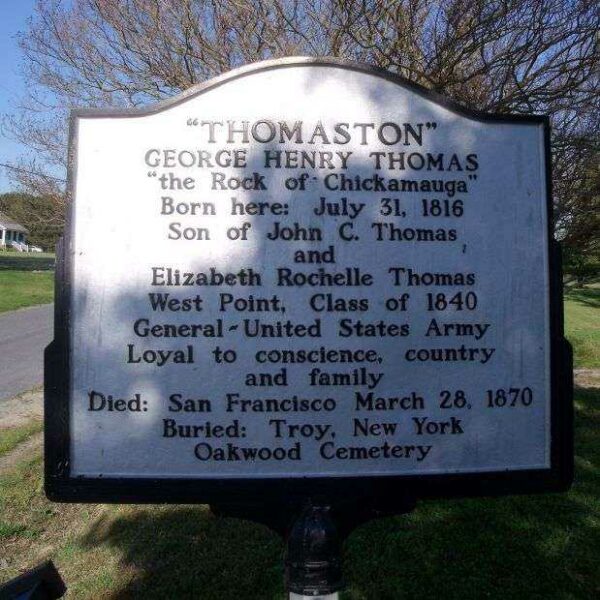 "THOMASTON"
GEORGE HENRY THOMAS
"the Rock of Chickamauga"
Born here: July 31, 1816
Son of John C. Thomas
and
Elizabeth Rochelle Thomas
West Point, Class of 1840
General-United States Army
Loyal to conscience, country
and family
Died: San Francisco March 28, 1870
Buried: Troy, New York
Oakwood Cemetery